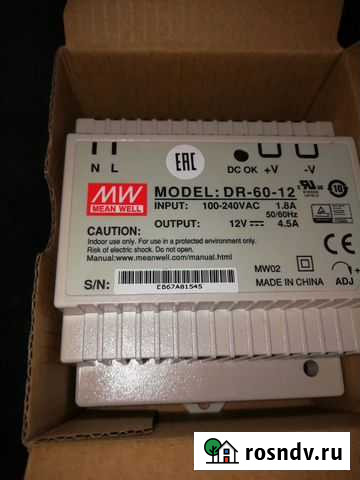 N L
EAC
DC OK
+V -V
MW
MEAN WELL
MODEL: DR-60-12
INPUT: 100-240VAC 1.8A
50/60Hz
OUTPUT: 12V 4.5A
CAUTION:
Indoor use only. For use in a protected environment only.
Risk of electric shock. Do not open.
Manual:www.meanwell.com/manual.html
S/N:
EB67A81545
MW02
MADE IN CHINA
CE
ADJ
rosndv.ru